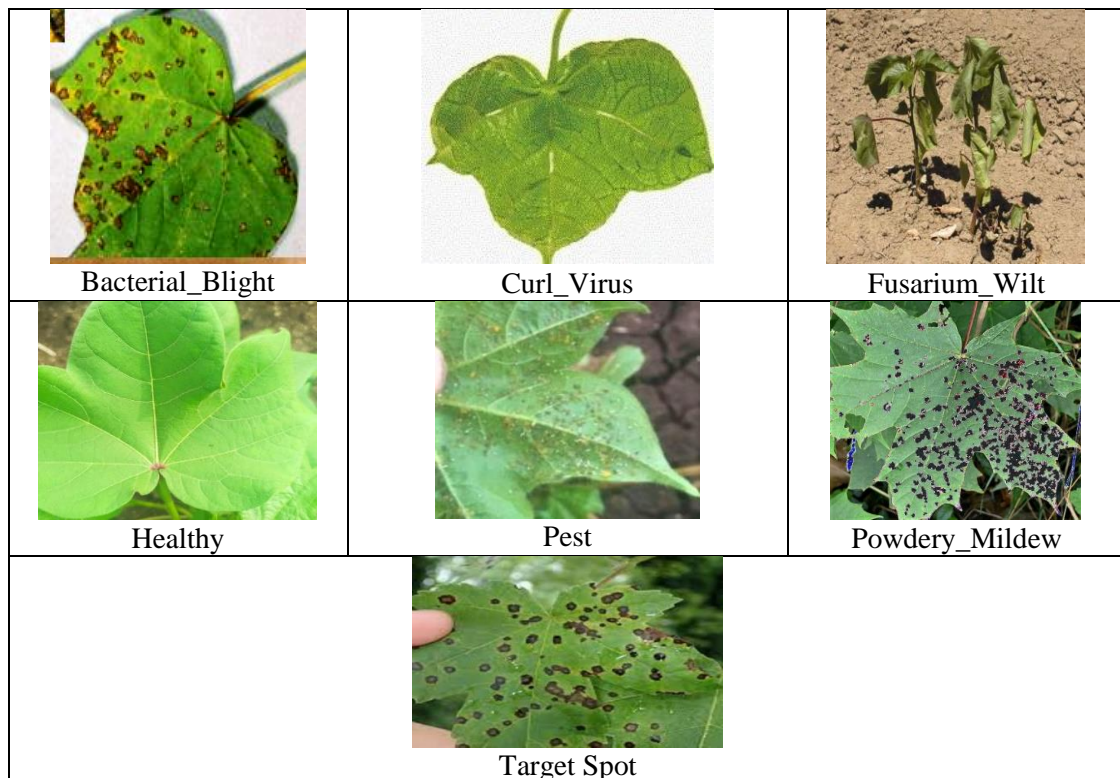 Bacterial_Blight
Curl_Virus
Fusarium_Wilt
Healthy
Pest
Powdery_Mildew
Target Spot